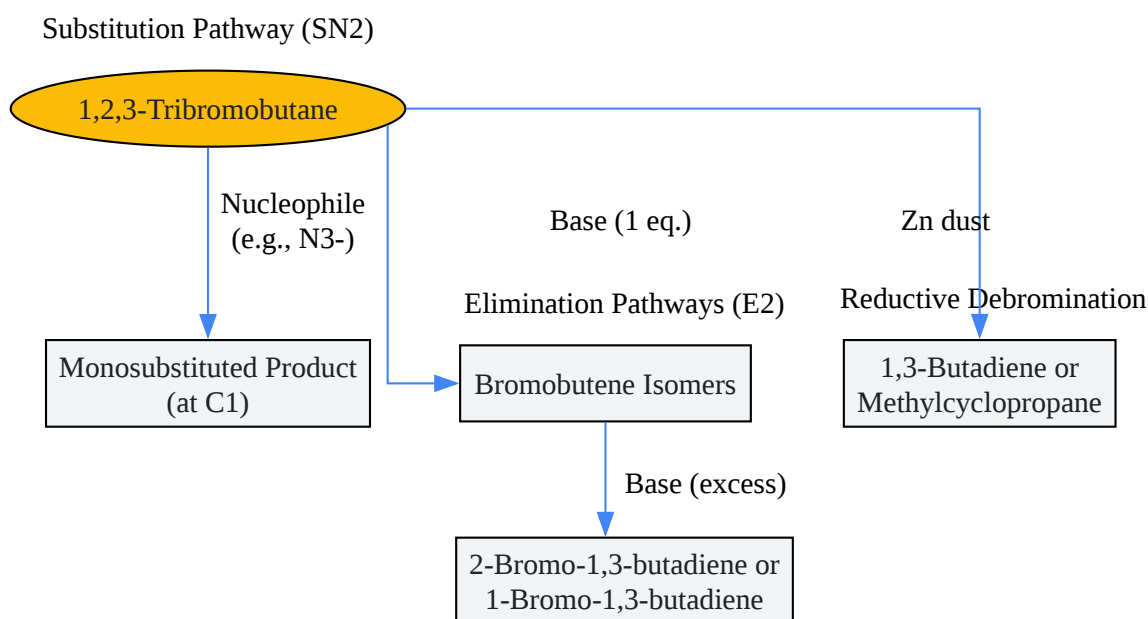 Substitution Pathway (SN2)
1,2,3-Tribromobutane
Nucleophile
(e.g., N3-)
Base (1 eq.)
Zn dust
Elimination Pathways (E2)
Reductive Debromination
Monosubstituted Product
(at C1)
Bromobutene Isomers
1,3-Butadiene or
Methylcyclopropane
Base (excess)
2-Bromo-1,3-butadiene or
1-Bromo-1,3-butadiene